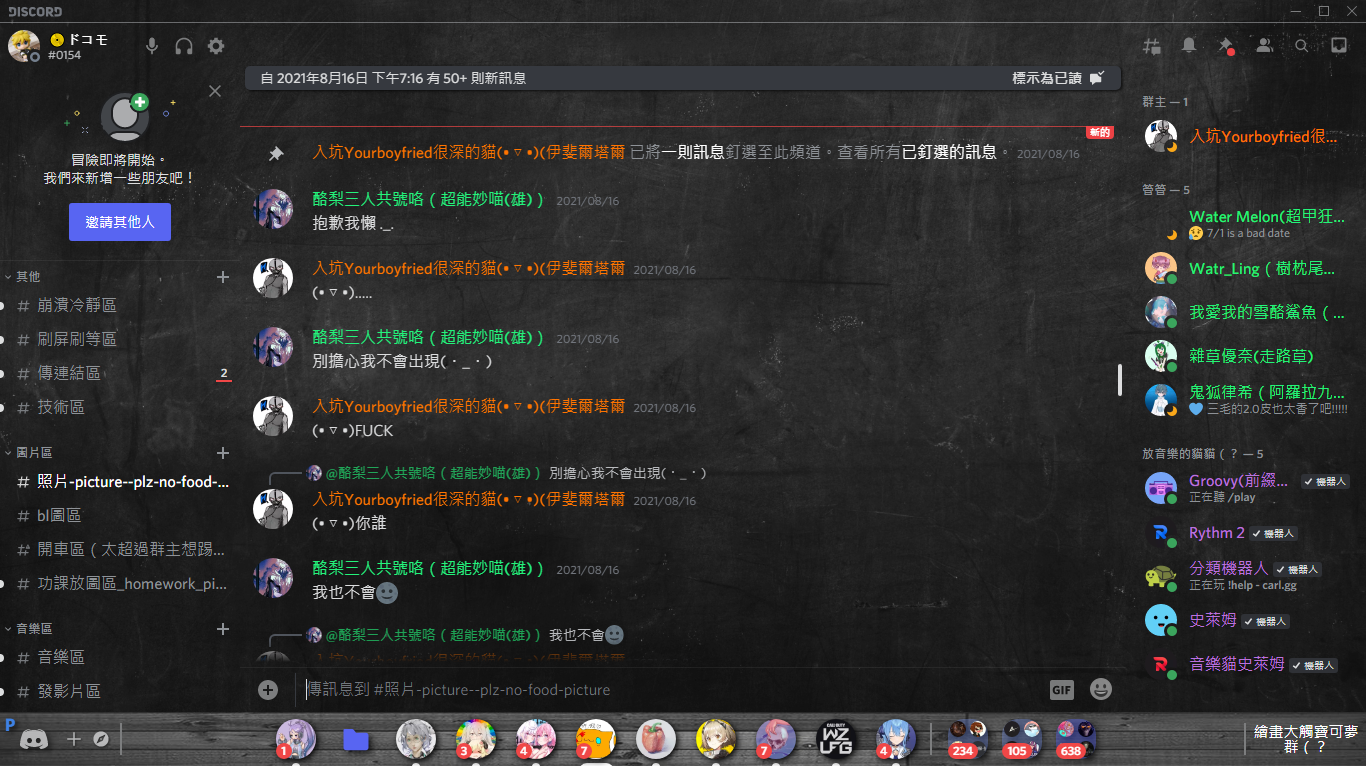 DISCORD
ドコモ
#0154
冒險即將開始。
我們來新增一些朋友吧！
邀請其他人
其他
# 崩潰冷靜區
# 刷屏刷等區
# 傳連結區
2
# 技術區
圖片區
# 照片-picture--plz-no-food-...
# bl圖區
# 開車區（太超過群主想踢...
# 功課放圖區_homework_pi...
音樂區
# 音樂區
# 發影片區
自 2021年8月16日 下午7:16 有 50+ 則新訊息
標示為已讀
新的
入坑Yourboyfried很深的貓(• ▿ •)(伊斐爾塔爾 已將一則訊息釘選至此頻道。查看所有已釘選的訊息。 2021/08/16
酪梨三人共號咯（超能妙喵(雄)） 2021/08/16
抱歉我懶 ._.
入坑Yourboyfried很深的貓(• ▿ •)(伊斐爾塔爾 2021/08/16
(• ▿ •).....
酪梨三人共號咯（超能妙喵(雄)） 2021/08/16
別擔心我不會出現(・_・)
入坑Yourboyfried很深的貓(• ▿ •)(伊斐爾塔爾 2021/08/16
(• ▿ •)FUCK
@酪梨三人共號咯（超能妙喵(雄)） 別擔心我不會出現(・_・)
入坑Yourboyfried很深的貓(• ▿ •)(伊斐爾塔爾 2021/08/16
(• ▿ •)你誰
酪梨三人共號咯（超能妙喵(雄)） 2021/08/16
我也不會
@酪梨三人共號咯（超能妙喵(雄)） 我也不會
傳訊息到 #照片-picture--plz-no-food-picture
GIF
群主 — 1
入坑Yourboyfried很...
管管 — 5
Water Melon(超甲狂...
😥 7/1 is a bad date
Watr_Ling（樹枕尾...
我愛我的雪酪鯊魚（...
雜草優奈(走路草)
鬼狐律希（阿羅拉九...
💙 三毛的2.0皮也太香了吧!!!!!
放音樂的貓貓（？ — 5
Groovy(前綴... ✓ 機器人
正在聽 /play
Rythm 2 ✓ 機器人
分類機器人 ✓ 機器人
正在玩 !help - carl.gg
史萊姆 ✓ 機器人
音樂貓史萊姆 ✓ 機器人
P
1
3
4
7
7
CALL OF DUTY
WZ
LFG
4
234
105
638
繪畫大觸寶可夢
群（？